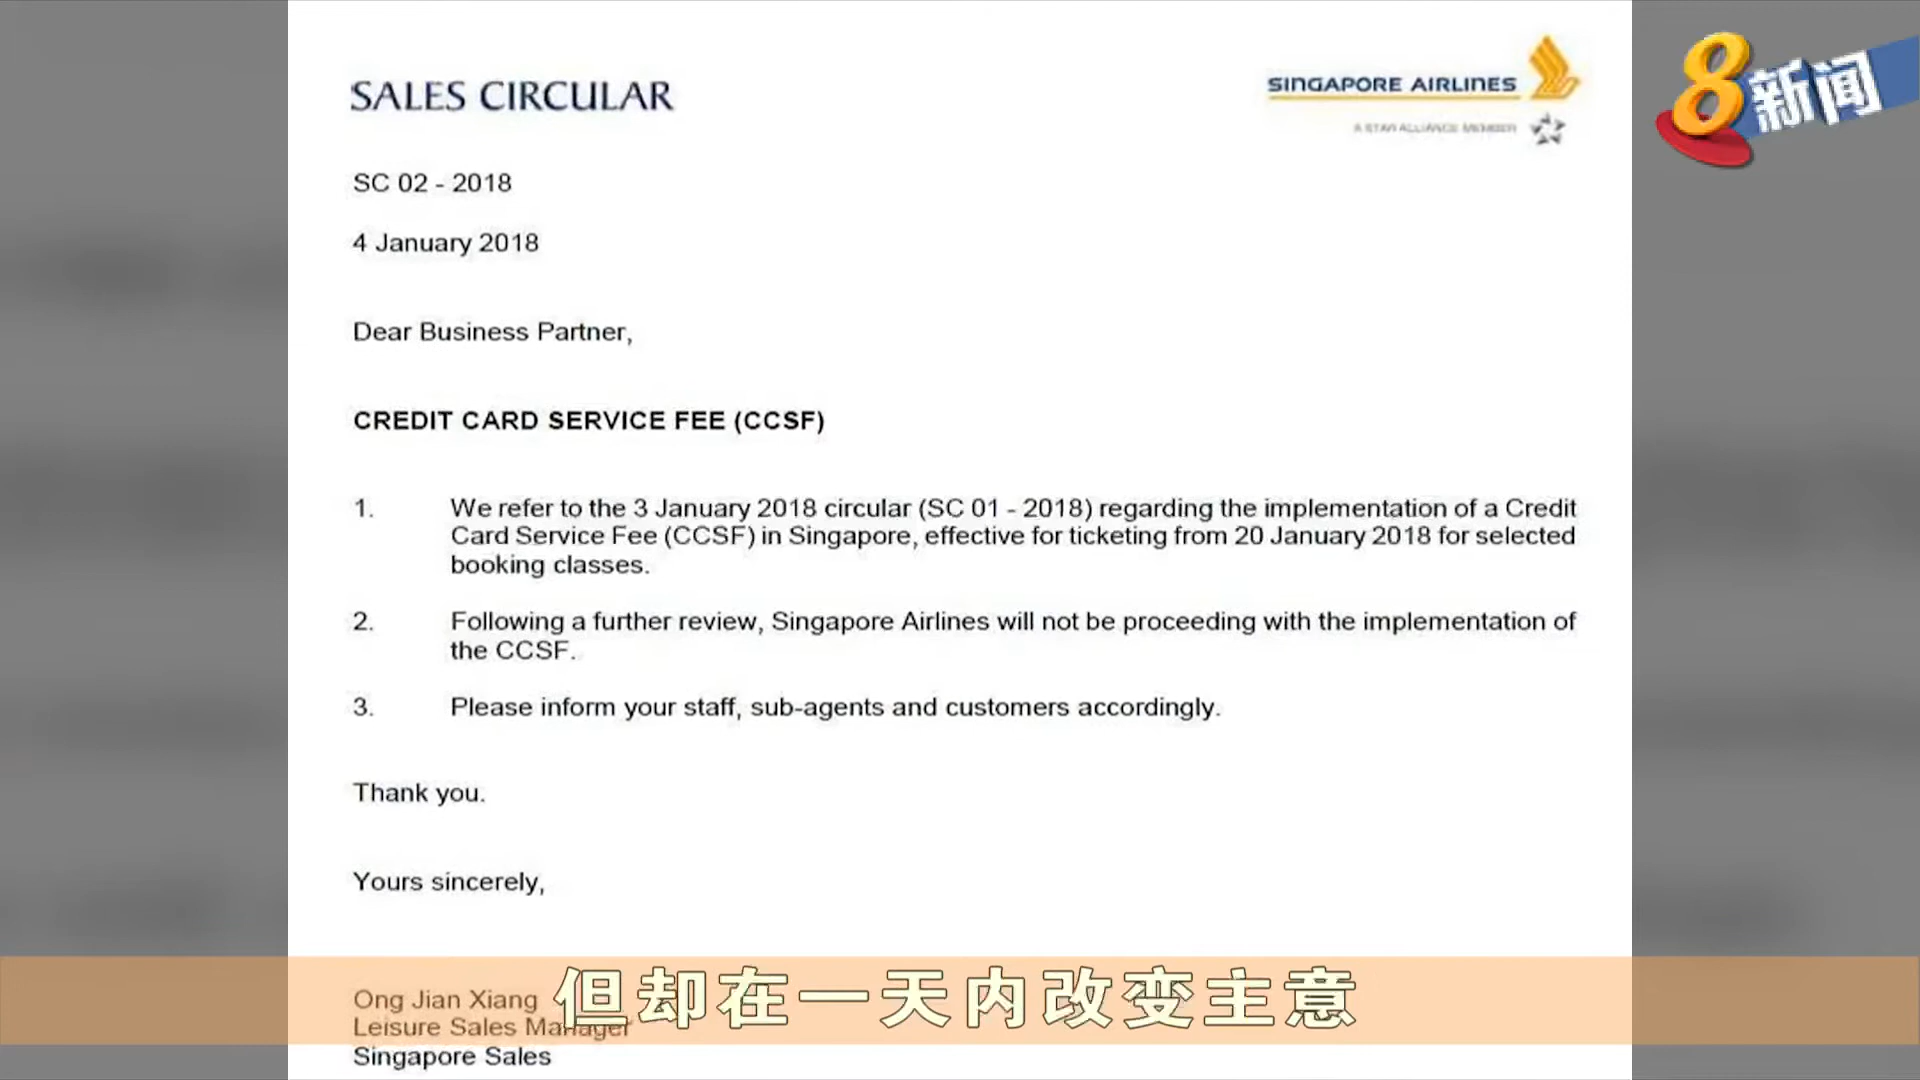 SALES CIRCULAR
SINGAPORE AIRLINES
A STAR ALLIANCE MEMBER
8新闻
SC 02 - 2018
4 January 2018
Dear Business Partner,
CREDIT CARD SERVICE FEE (CCSF)
1. We refer to the 3 January 2018 circular (SC 01 - 2018) regarding the implementation of a Credit
Card Service Fee (CCSF) in Singapore, effective for ticketing from 20 January 2018 for selected
booking classes.
2. Following a further review, Singapore Airlines will not be proceeding with the implementation of
the CCSF.
3. Please inform your staff, sub-agents and customers accordingly.
Thank you.
Yours sincerely,
Ong Jian Xiang
Leisure Sales Manager
Singapore Sales
但却在一天内改变主意